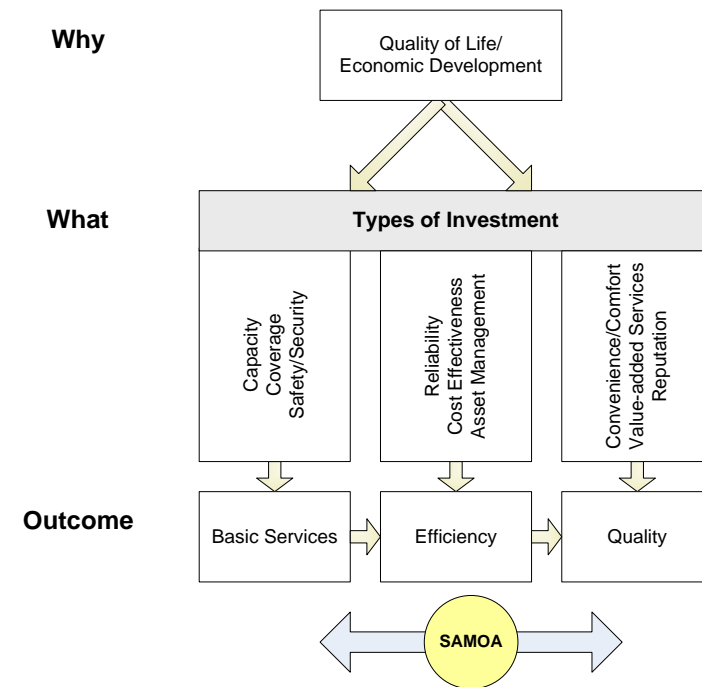 Why
Quality of Life/
Economic Development
What
Types of Investment
Capacity
Coverage
Safety/Security
Reliability
Cost Effectiveness
Asset Management
Convenience/Comfort
Value-added Services
Reputation
Outcome
Basic Services
Efficiency
Quality
SAMOA